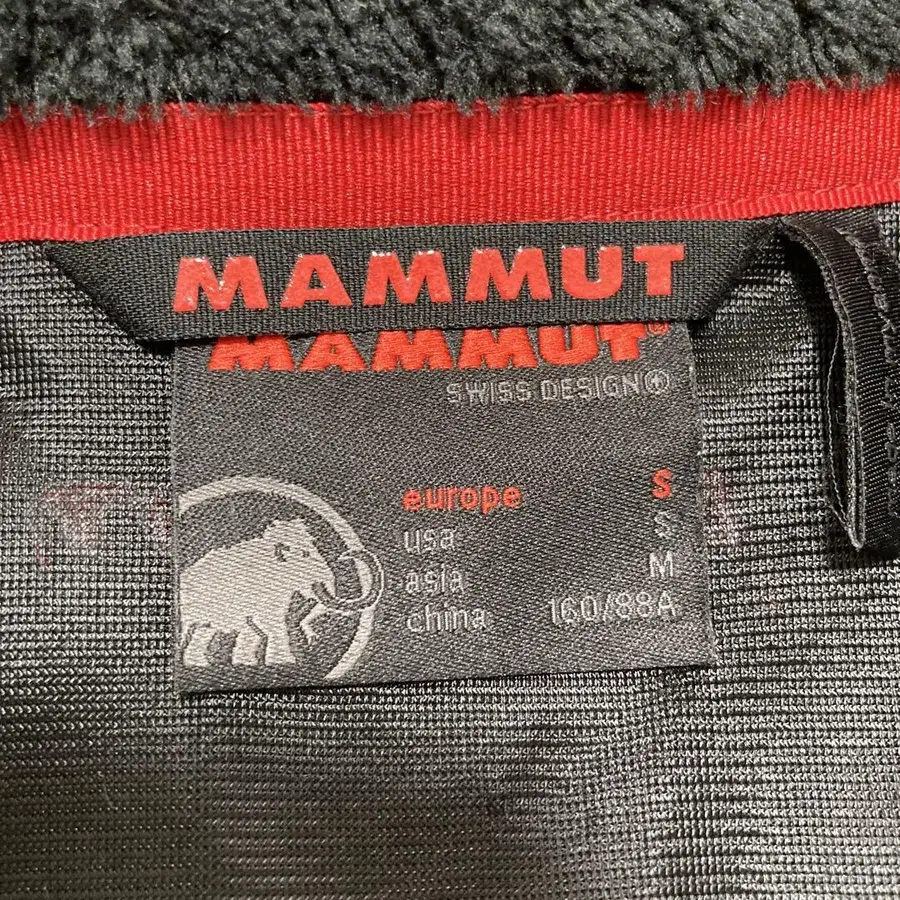 MAMMUT
MAMMUT®
SWISS DESIGN
europe S
usa S
asia M
china 160/88A